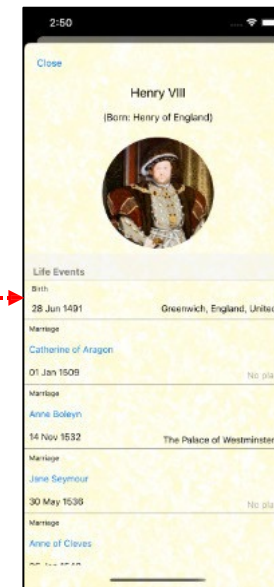 2:50
Close
Henry VIII
(Born: Henry of England)
Life Events
Birth
28 Jun 1491 Greenwich, England, United
Marriage
Catherine of Aragon
01 Jan 1509 No pla
Marriage
Anne Boleyn
14 Nov 1532 The Palace of Westminster
Marriage
Jane Seymour
30 May 1536 No pla
Marriage
Anne of Cleves